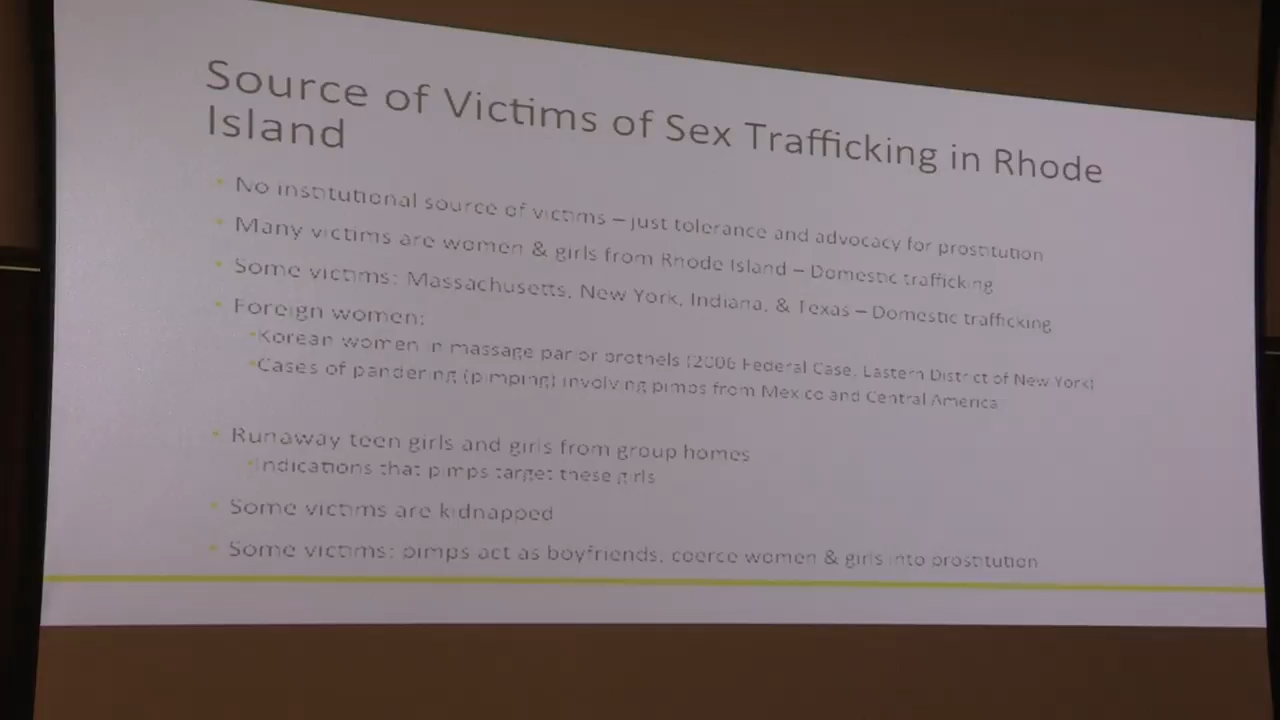 Source of Victims of Sex Trafficking in Rhode
Island
• No institutional source of victims – just tolerance and advocacy for prostitution
• Many victims are women & girls from Rhode Island – Domestic trafficking
• Some victims: Massachusetts, New York, Indiana, & Texas – Domestic trafficking
• Foreign women:
•Korean women in massage parlor brothels (2006 Federal Case, Eastern District of New York)
•Cases of pandering (pimping) involving pimps from Mexico and Central America
• Runaway teen girls and girls from group homes
•Indications that pimps target these girls
• Some victims are kidnapped
• Some victims: pimps act as boyfriends, coerce women & girls into prostitution